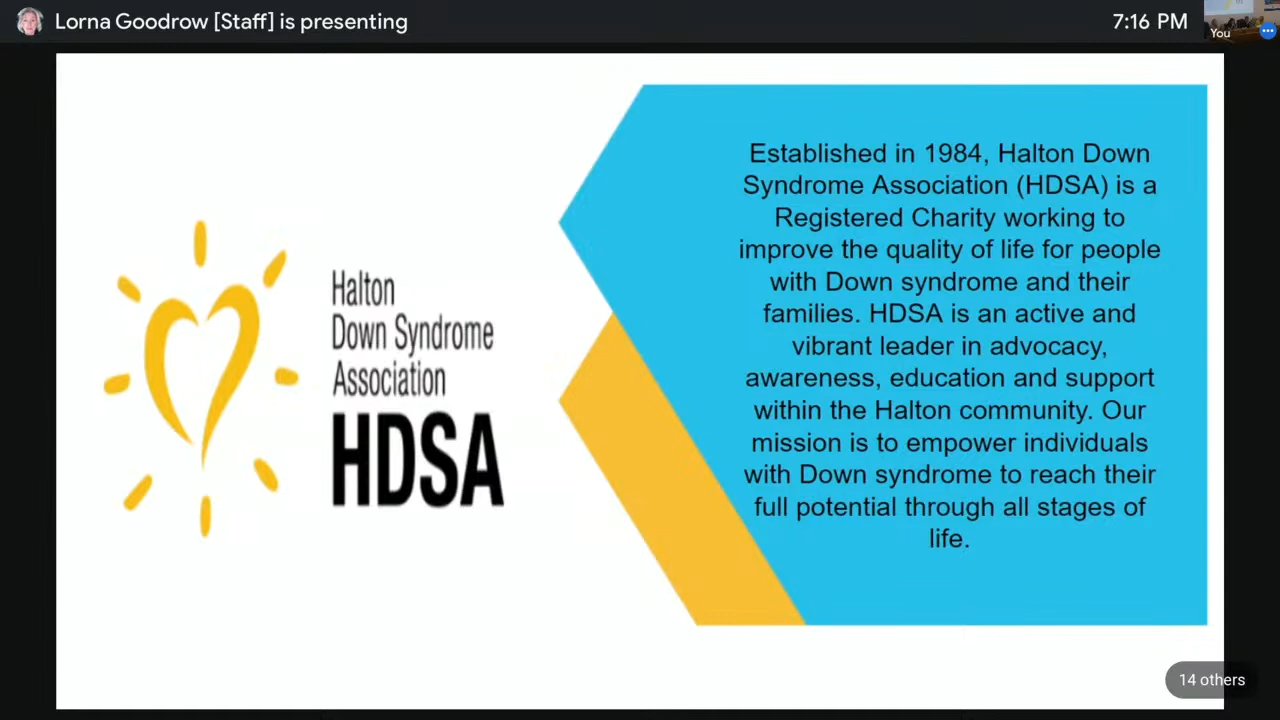 Lorna Goodrow [Staff] is presenting
7:16 PM
You
Halton
Down Syndrome
Association
HDSA
Established in 1984, Halton Down
Syndrome Association (HDSA) is a
Registered Charity working to
improve the quality of life for people
with Down syndrome and their
families. HDSA is an active and
vibrant leader in advocacy,
awareness, education and support
within the Halton community. Our
mission is to empower individuals
with Down syndrome to reach their
full potential through all stages of
life.
14 others